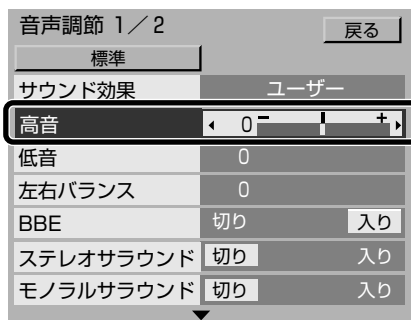 音声調節 1／2 戻る
標準
サウンド効果 ユーザー
高音 0 − +
低音 0
左右バランス 0
BBE 切り 入り
ステレオサラウンド 切り 入り
モノラルサラウンド 切り 入り